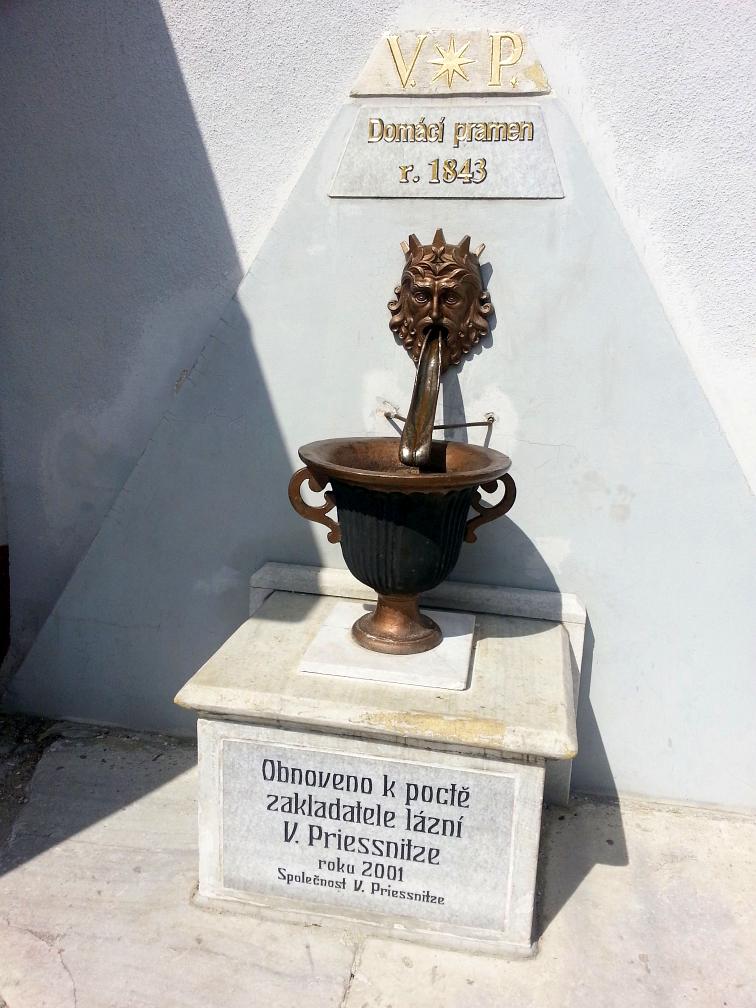 V. P.
Domácí pramen
r. 1843
Obnoveno k poctě
zakladatele lázní
V. Priessnitze
roku 2001
Společnost V. Priessnitze